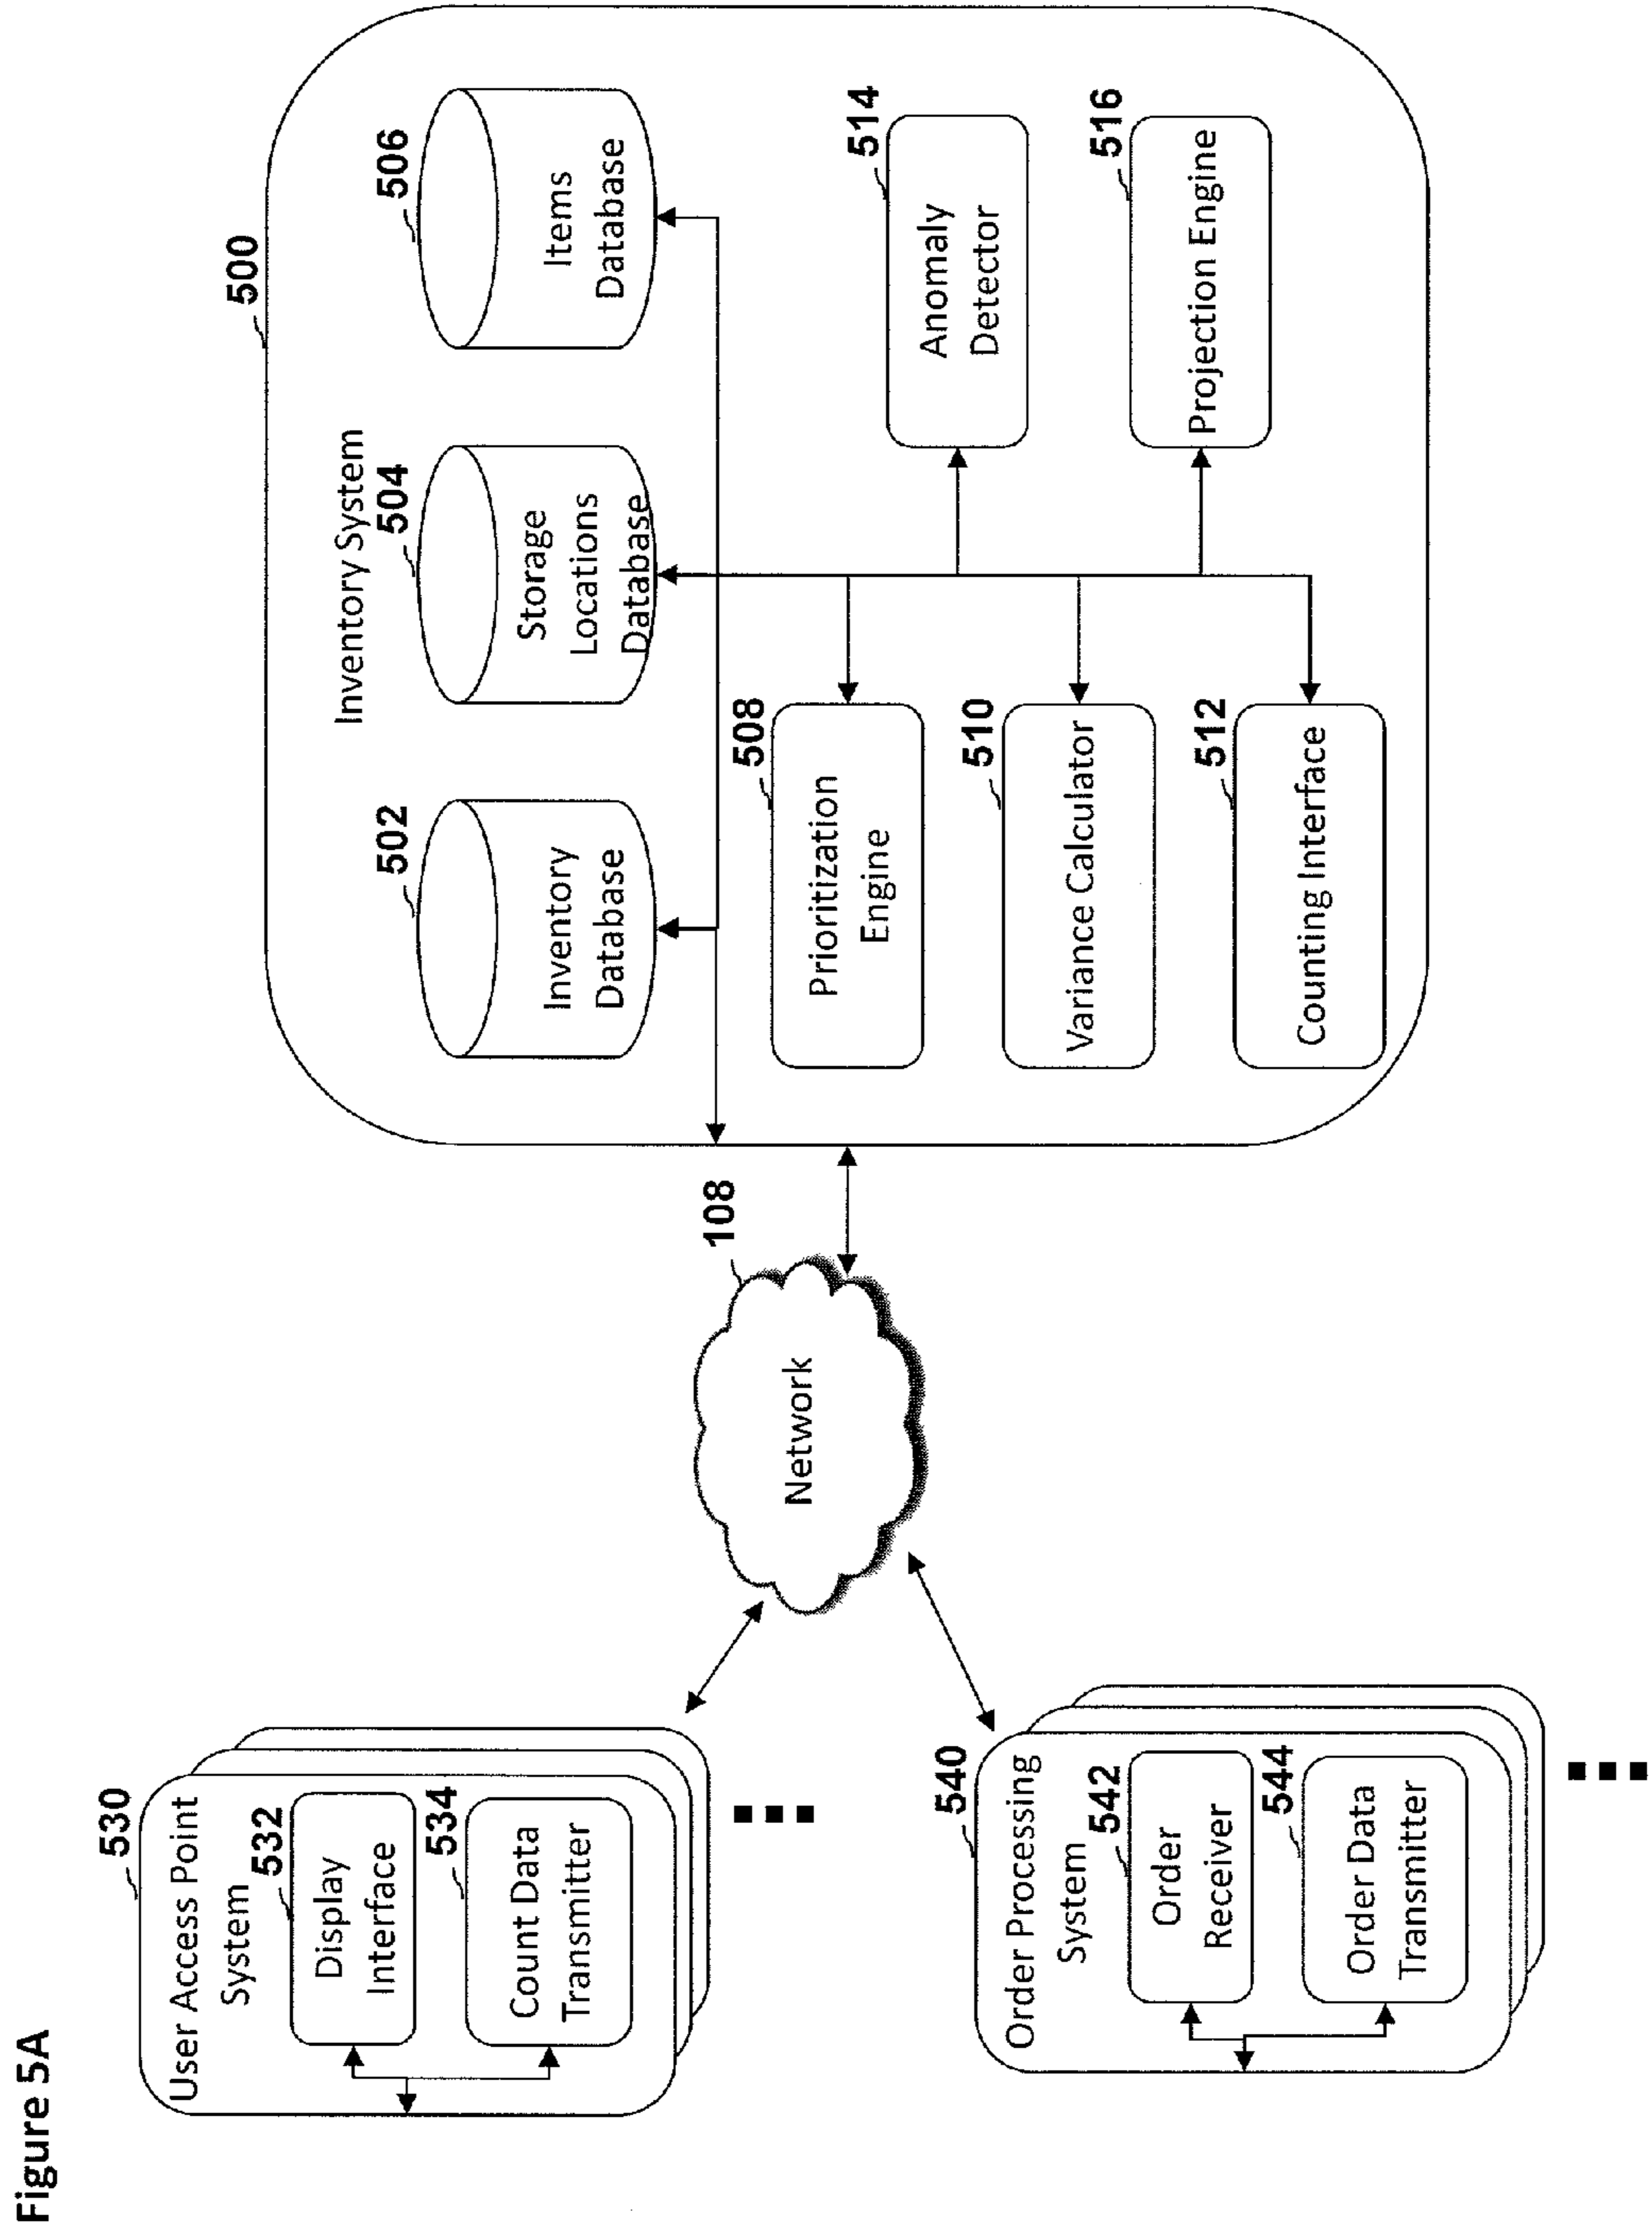 Figure 5A
530
User Access Point
System
532
Display
Interface
534
Count Data
Transmitter
540
Order Processing
System
542
Order
Receiver
544
Order Data
Transmitter
108
Network
500
Inventory System
502
Inventory
Database
504
Storage
Locations
Database
506
Items
Database
508
Prioritization
Engine
510
Variance Calculator
512
Counting Interface
514
Anomaly
Detector
516
Projection Engine